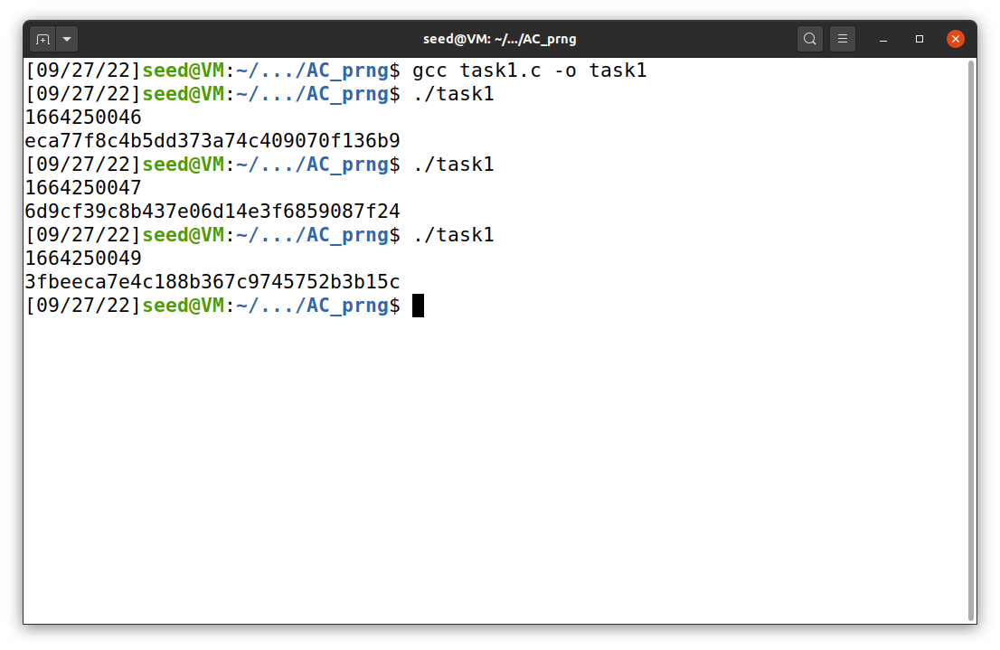 seed@VM: ~/.../AC_prng
[09/27/22]seed@VM:~/.../AC_prng$ gcc task1.c -o task1
[09/27/22]seed@VM:~/.../AC_prng$ ./task1
1664250046
eca77f8c4b5dd373a74c409070f136b9
[09/27/22]seed@VM:~/.../AC_prng$ ./task1
1664250047
6d9cf39c8b437e06d14e3f6859087f24
[09/27/22]seed@VM:~/.../AC_prng$ ./task1
1664250049
3fbeeca7e4c188b367c9745752b3b15c
[09/27/22]seed@VM:~/.../AC_prng$